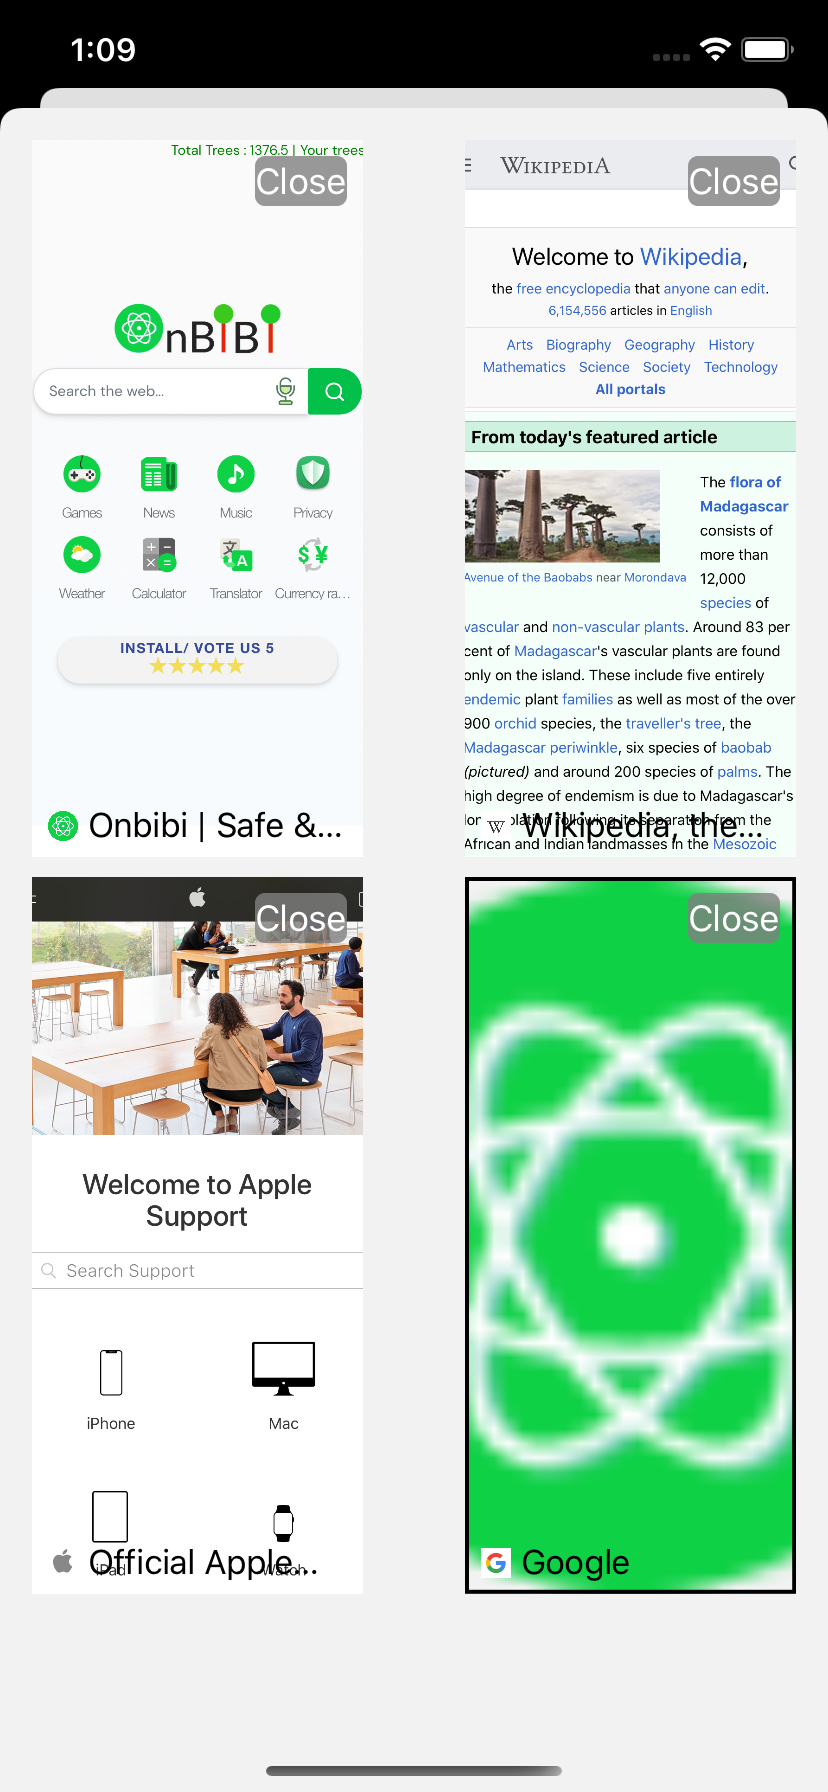 1:09
Total Trees : 1376.5 | Your trees
Close
OnBiBi
Search the web...
Games News Music Privacy
Weather Calculator Translator Currency ra...
INSTALL/ VOTE US 5
Onbibi | Safe &...
WIKIPEDIA
Close
Welcome to Wikipedia,
the free encyclopedia that anyone can edit.
6,154,556 articles in English
Arts Biography Geography History
Mathematics Science Society Technology
All portals
From today's featured article
The flora of
Madagascar
consists of
more than
12,000
species of
Avenue of the Baobabs near Morondava
vascular and non-vascular plants. Around 83 per
cent of Madagascar's vascular plants are found
only on the island. These include five entirely
endemic plant families as well as most of the over
900 orchid species, the traveller's tree, the
Madagascar periwinkle, six species of baobab
(pictured) and around 200 species of palms. The
high degree of endemism is due to Madagascar's
following its separation from the
African and Indian landmasses in the Mesozoic
W Wikipedia, the...
Close
Welcome to Apple
Support
Search Support
iPhone Mac
iPad Watch
Official Apple...
Close
G Google